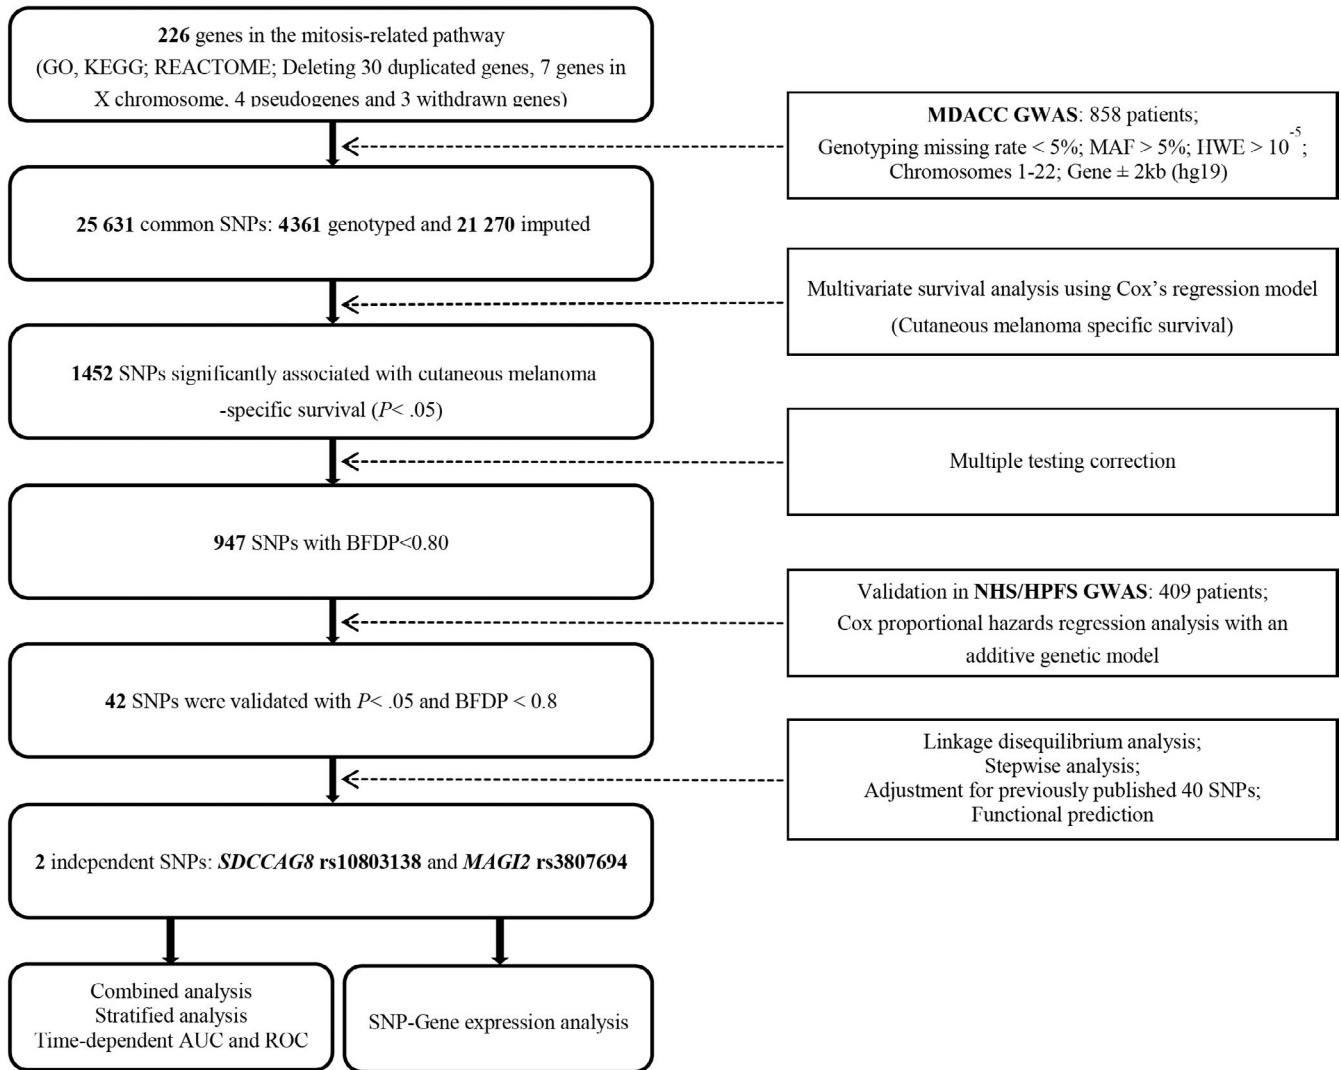 226 genes in the mitosis-related pathway
(GO, KEGG; REACTOME; Deleting 30 duplicated genes, 7 genes in
X chromosome, 4 pseudogenes and 3 withdrawn genes)
MDACC GWAS: 858 patients;
Genotyping missing rate < 5%; MAF > 5%; HWE > 10^-5;
Chromosomes 1-22; Gene ± 2kb (hg19)
25 631 common SNPs: 4361 genotyped and 21 270 imputed
Multivariate survival analysis using Cox's regression model
(Cutaneous melanoma specific survival)
1452 SNPs significantly associated with cutaneous melanoma
-specific survival (P< .05)
Multiple testing correction
947 SNPs with BFDP<0.80
Validation in NHS/HPFS GWAS: 409 patients;
Cox proportional hazards regression analysis with an
additive genetic model
42 SNPs were validated with P< .05 and BFDP < 0.8
Linkage disequilibrium analysis;
Stepwise analysis;
Adjustment for previously published 40 SNPs;
Functional prediction
2 independent SNPs: SDCCAG8 rs10803138 and MAGI2 rs3807694
Combined analysis
Stratified analysis
Time-dependent AUC and ROC
SNP-Gene expression analysis